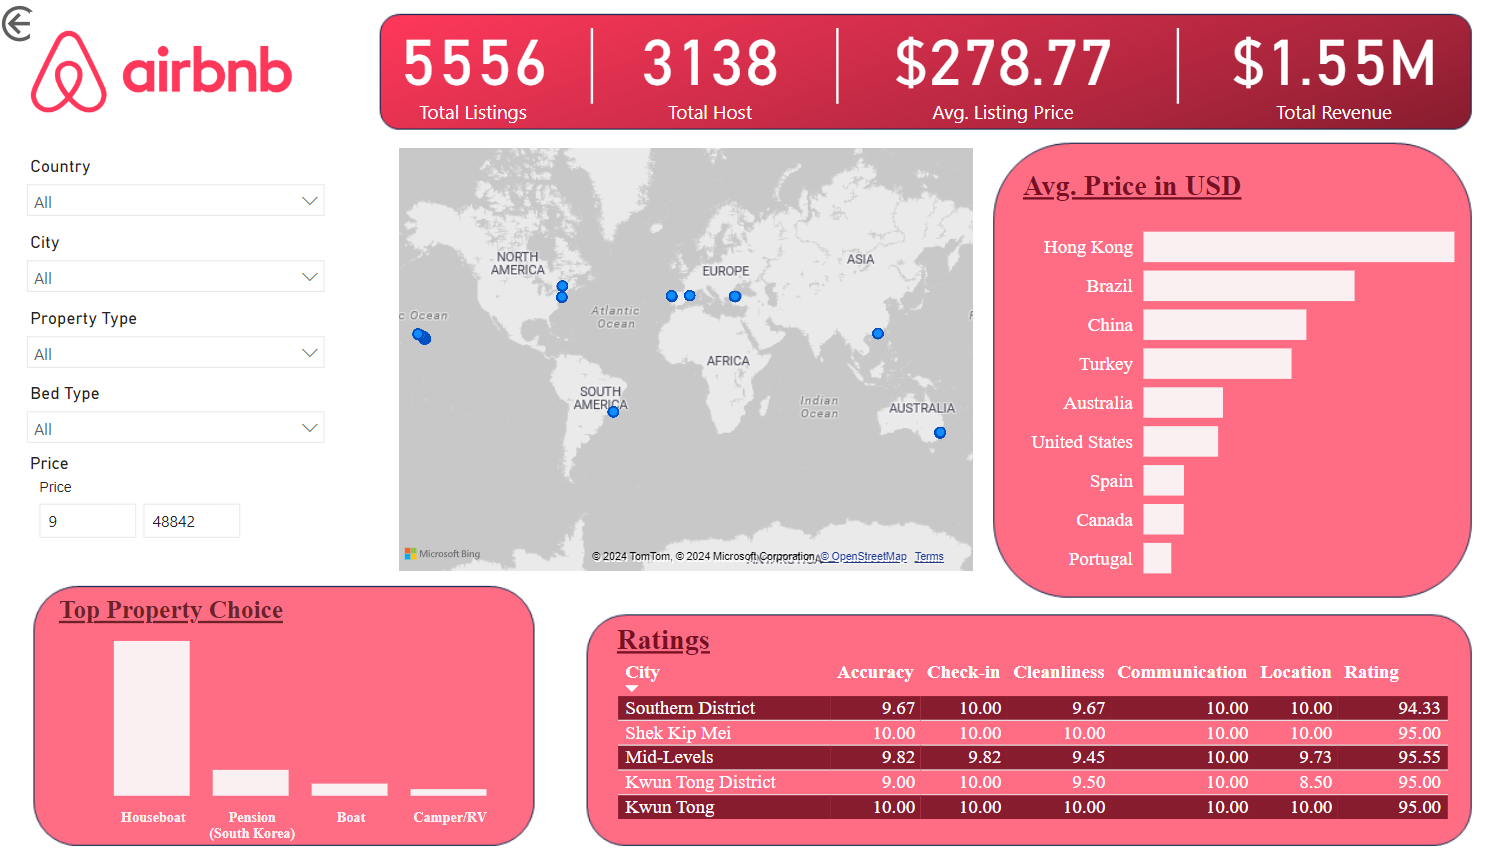 airbnb
5556
Total Listings
3138
Total Host
$278.77
Avg. Listing Price
$1.55M
Total Revenue
Country
All
City
All
Property Type
All
Bed Type
All
Price
Price
9
48842
NORTH
AMERICA
EUROPE
ASIA
c Ocean
Atlantic
Ocean
AFRICA
SOUTH
AMERICA
Indian
Ocean
AUSTRALIA
ANTARCTICA
Microsoft Bing
© 2024 TomTom, © 2024 Microsoft Corporation, © OpenStreetMap Terms
Avg. Price in USD
Hong Kong
Brazil
China
Turkey
Australia
United States
Spain
Canada
Portugal
Top Property Choice
Houseboat
Pension
(South Korea)
Boat
Camper/RV
Ratings
City Accuracy Check-in Cleanliness Communication Location Rating
Southern District 9.67 10.00 9.67 10.00 10.00 94.33
Shek Kip Mei 10.00 10.00 10.00 10.00 10.00 95.00
Mid-Levels 9.82 9.82 9.45 10.00 9.73 95.55
Kwun Tong District 9.00 10.00 9.50 10.00 8.50 95.00
Kwun Tong 10.00 10.00 10.00 10.00 10.00 95.00